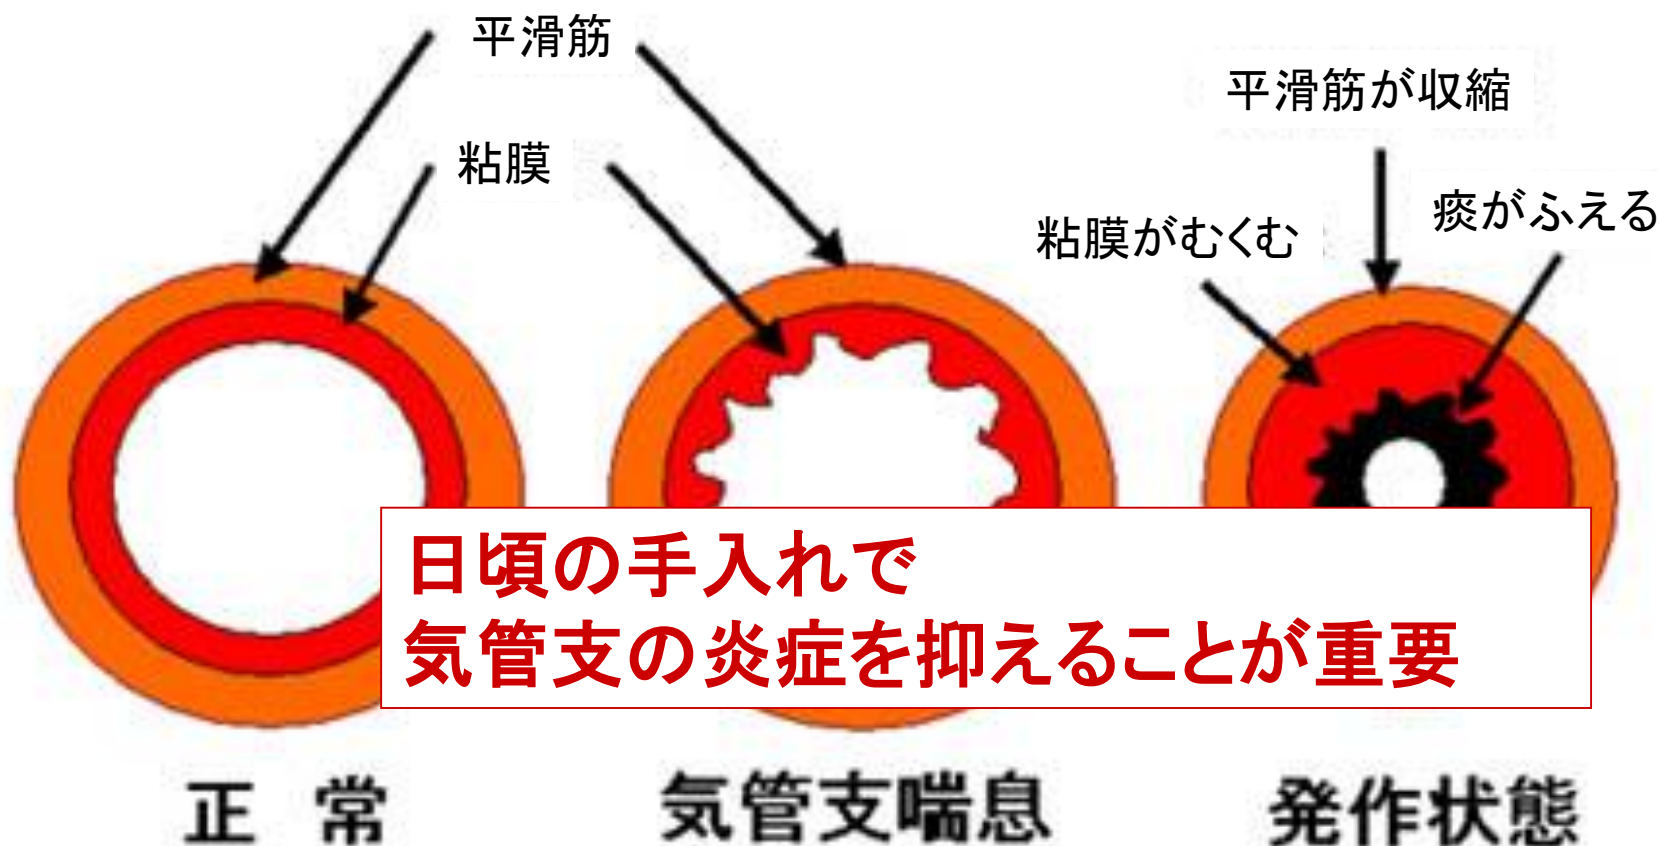 平滑筋
平滑筋が収縮
粘膜
痰がふえる
粘膜がむくむ
日頃の手入れで
気管支の炎症を抑えることが重要
正 常
気管支喘息
発作状態